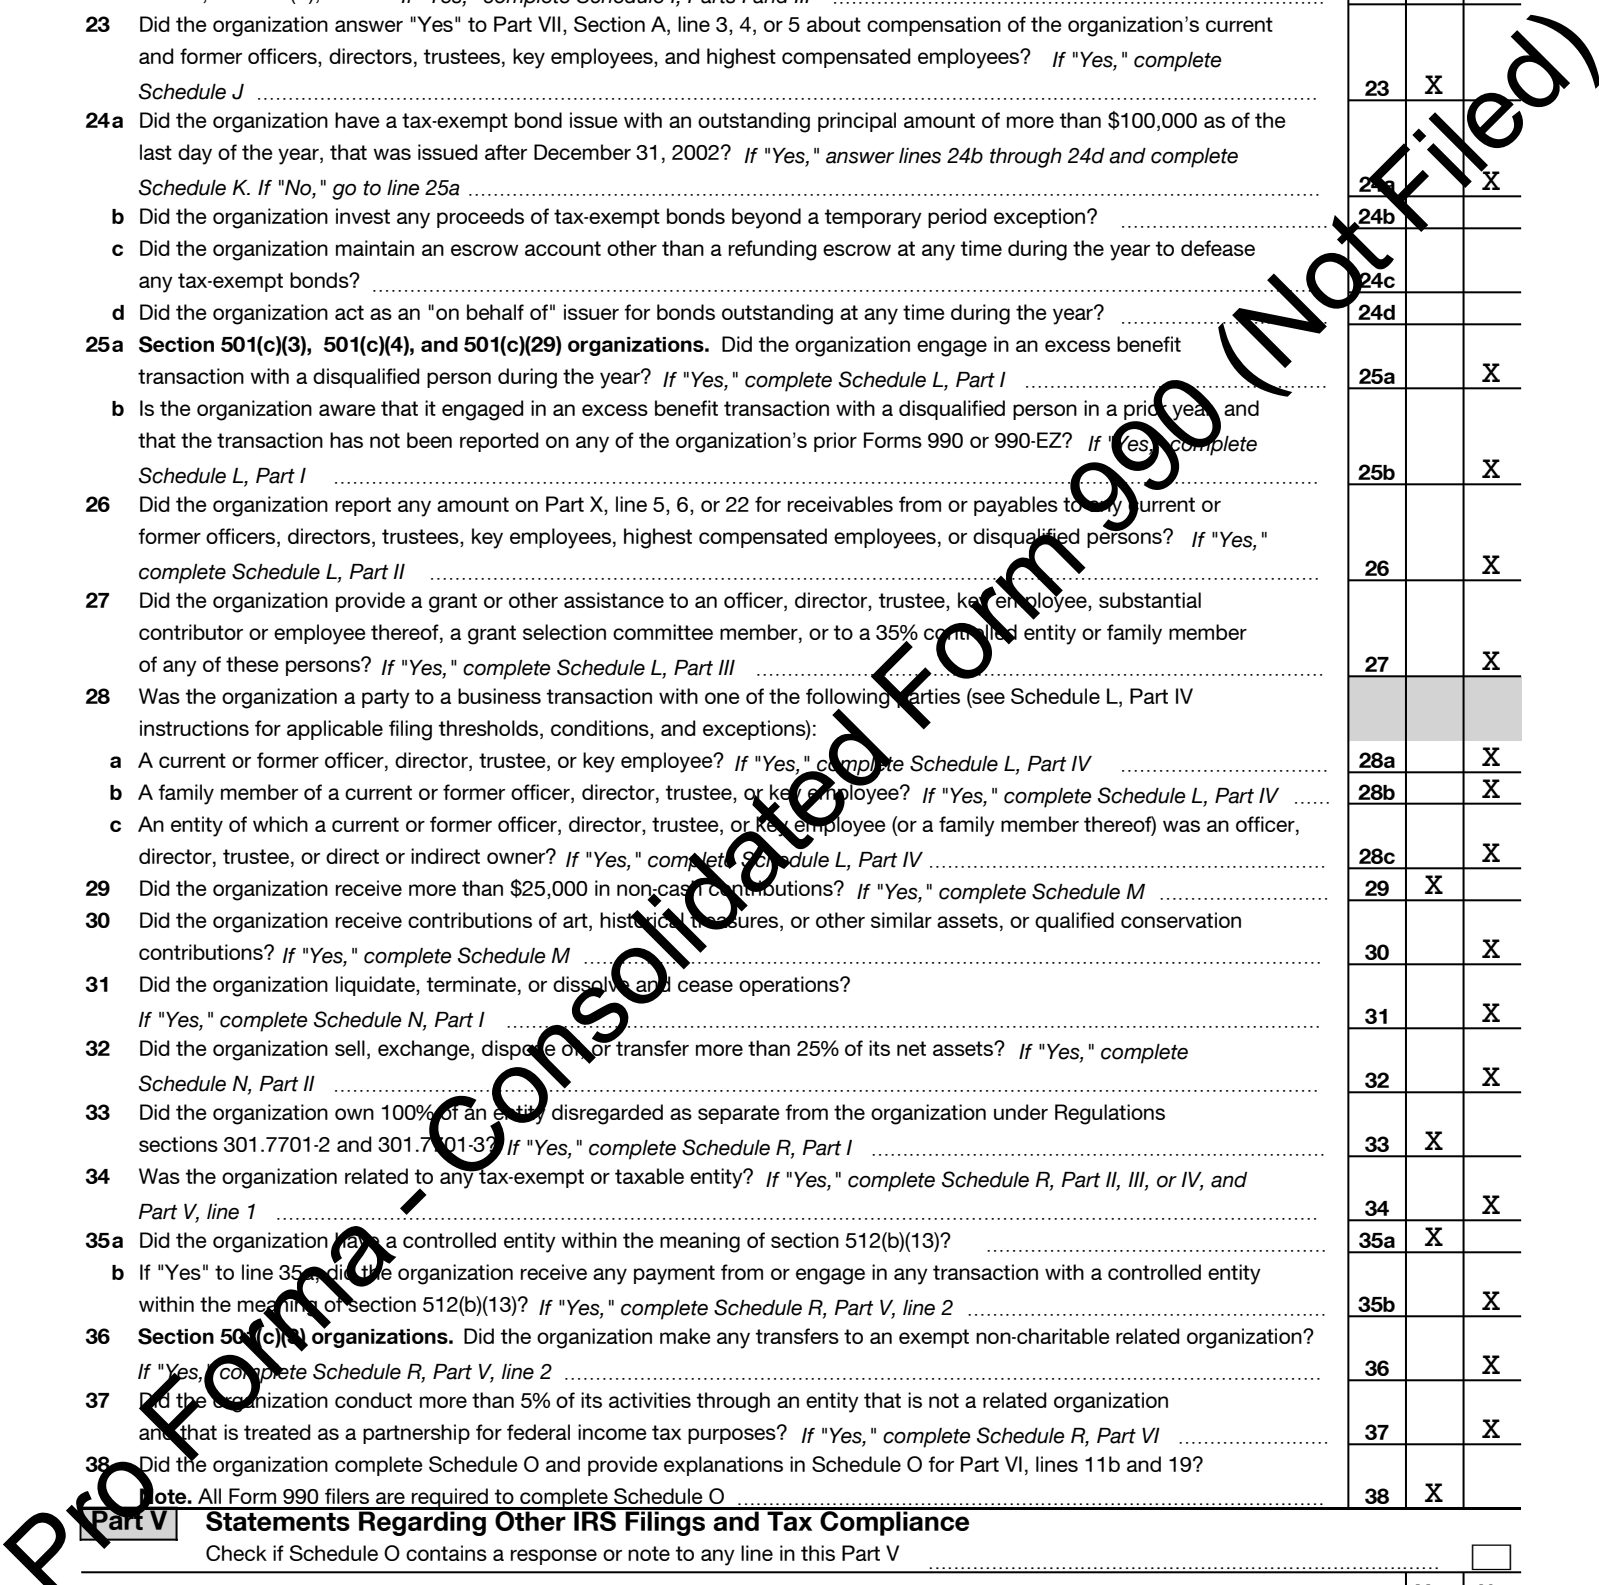 If "Yes," complete Schedule I, Parts I and III
23 Did the organization answer "Yes" to Part VII, Section A, line 3, 4, or 5 about compensation of the organization's current
and former officers, directors, trustees, key employees, and highest compensated employees? If "Yes," complete
Schedule J 23 X
24a Did the organization have a tax-exempt bond issue with an outstanding principal amount of more than $100,000 as of the
last day of the year, that was issued after December 31, 2002? If "Yes," answer lines 24b through 24d and complete
Schedule K. If "No," go to line 25a 24a X
b Did the organization invest any proceeds of tax-exempt bonds beyond a temporary period exception? 24b
c Did the organization maintain an escrow account other than a refunding escrow at any time during the year to defease
any tax-exempt bonds? 24c
d Did the organization act as an "on behalf of" issuer for bonds outstanding at any time during the year? 24d
25a Section 501(c)(3), 501(c)(4), and 501(c)(29) organizations. Did the organization engage in an excess benefit
transaction with a disqualified person during the year? If "Yes," complete Schedule L, Part I 25a X
b Is the organization aware that it engaged in an excess benefit transaction with a disqualified person in a prior year, and
that the transaction has not been reported on any of the organization's prior Forms 990 or 990-EZ? If "Yes," complete
Schedule L, Part I 25b X
26 Did the organization report any amount on Part X, line 5, 6, or 22 for receivables from or payables to any current or
former officers, directors, trustees, key employees, highest compensated employees, or disqualified persons? If "Yes,"
complete Schedule L, Part II 26 X
27 Did the organization provide a grant or other assistance to an officer, director, trustee, key employee, substantial
contributor or employee thereof, a grant selection committee member, or to a 35% controlled entity or family member
of any of these persons? If "Yes," complete Schedule L, Part III 27 X
28 Was the organization a party to a business transaction with one of the following parties (see Schedule L, Part IV
instructions for applicable filing thresholds, conditions, and exceptions):
a A current or former officer, director, trustee, or key employee? If "Yes," complete Schedule L, Part IV 28a X
b A family member of a current or former officer, director, trustee, or key employee? If "Yes," complete Schedule L, Part IV 28b X
c An entity of which a current or former officer, director, trustee, or key employee (or a family member thereof) was an officer,
director, trustee, or direct or indirect owner? If "Yes," complete Schedule L, Part IV 28c X
29 Did the organization receive more than $25,000 in non-cash contributions? If "Yes," complete Schedule M 29 X
30 Did the organization receive contributions of art, historical treasures, or other similar assets, or qualified conservation
contributions? If "Yes," complete Schedule M 30 X
31 Did the organization liquidate, terminate, or dissolve and cease operations?
If "Yes," complete Schedule N, Part I 31 X
32 Did the organization sell, exchange, dispose of, or transfer more than 25% of its net assets? If "Yes," complete
Schedule N, Part II 32 X
33 Did the organization own 100% of an entity disregarded as separate from the organization under Regulations
sections 301.7701-2 and 301.7701-3? If "Yes," complete Schedule R, Part I 33 X
34 Was the organization related to any tax-exempt or taxable entity? If "Yes," complete Schedule R, Part II, III, or IV, and
Part V, line 1 34 X
35a Did the organization have a controlled entity within the meaning of section 512(b)(13)? 35a X
b If "Yes" to line 35a, did the organization receive any payment from or engage in any transaction with a controlled entity
within the meaning of section 512(b)(13)? If "Yes," complete Schedule R, Part V, line 2 35b X
36 Section 501(c)(3) organizations. Did the organization make any transfers to an exempt non-charitable related organization?
If "Yes," complete Schedule R, Part V, line 2 36 X
37 Did the organization conduct more than 5% of its activities through an entity that is not a related organization
and that is treated as a partnership for federal income tax purposes? If "Yes," complete Schedule R, Part VI 37 X
38 Did the organization complete Schedule O and provide explanations in Schedule O for Part VI, lines 11b and 19?
Note. All Form 990 filers are required to complete Schedule O 38 X
Part V Statements Regarding Other IRS Filings and Tax Compliance
Check if Schedule O contains a response or note to any line in this Part V
Pro Forma - Consolidated Form 990 (Not Filed)